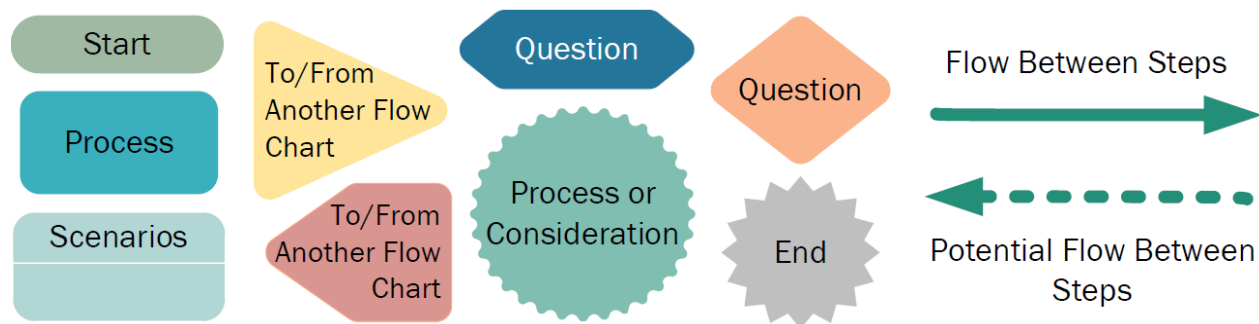 Start
Process
Scenarios
To/From
Another Flow
Chart
To/From
Another Flow
Chart
Question
Process or
Consideration
Question
End
Flow Between Steps
Potential Flow Between
Steps